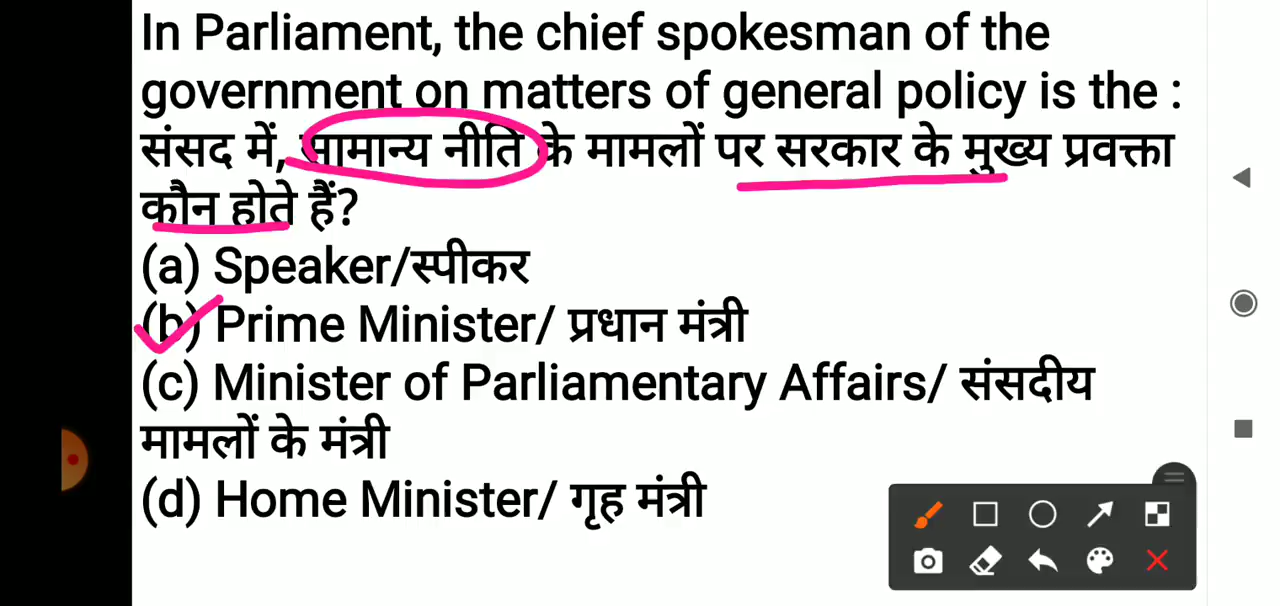 In Parliament, the chief spokesman of the
government on matters of general policy is the :
संसद में, सामान्य नीति के मामलों पर सरकार के मुख्य प्रवक्ता
कौन होते हैं?
(a) Speaker/स्पीकर
(b) Prime Minister/ प्रधान मंत्री
(c) Minister of Parliamentary Affairs/ संसदीय
मामलों के मंत्री
(d) Home Minister/ गृह मंत्री